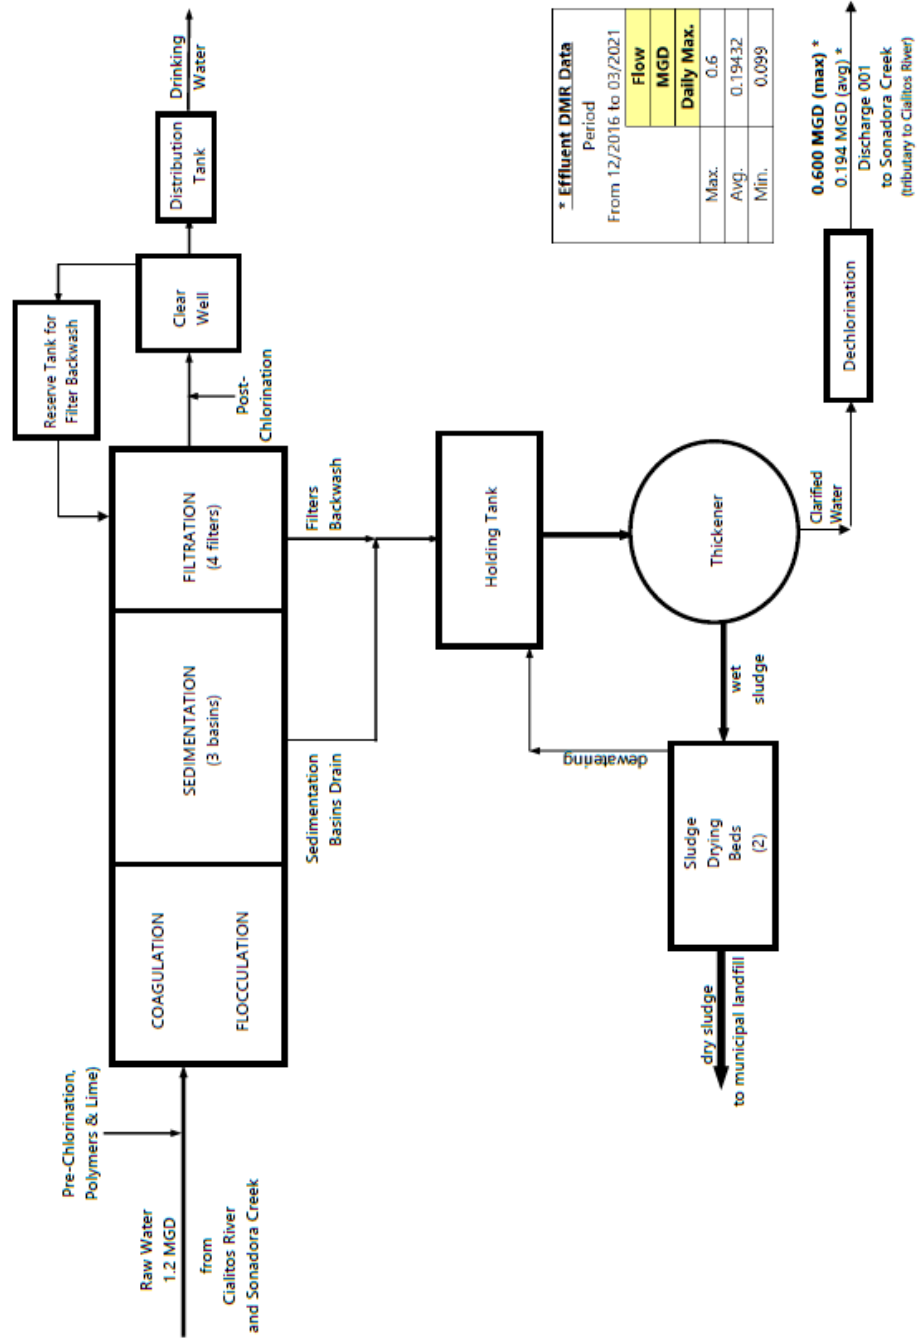 Raw Water
1.2 MGD
from
Cialitos River
and Sonadora Creek
Pre-Chlorination,
Polymers & Lime)
COAGULATION
FLOCCULATION
SEDIMENTATION
(3 basins)
FILTRATION
(4 filters)
Reserve Tank for
Filter Backwash
Post-
Chlorination
Clear
Well
Distribution
Tank
Drinking
Water
Sedimentation
Basins Drain
Filters
Backwash
Holding Tank
dewatering
Thickener
wet
sludge
Sludge
Drying
Beds
(2)
dry sludge
to municipal landfill
Clarified
Water
Dechlorination
0.600 MGD (max) *
0.194 MGD (avg) *
Discharge 001
to Sonadora Creek
(tributary to Cialitos River)
* Effluent DMR Data
Period
From 12/2016 to 03/2021
Flow
MGD
Daily Max.
Max. 0.6
Avg. 0.19432
Min. 0.099